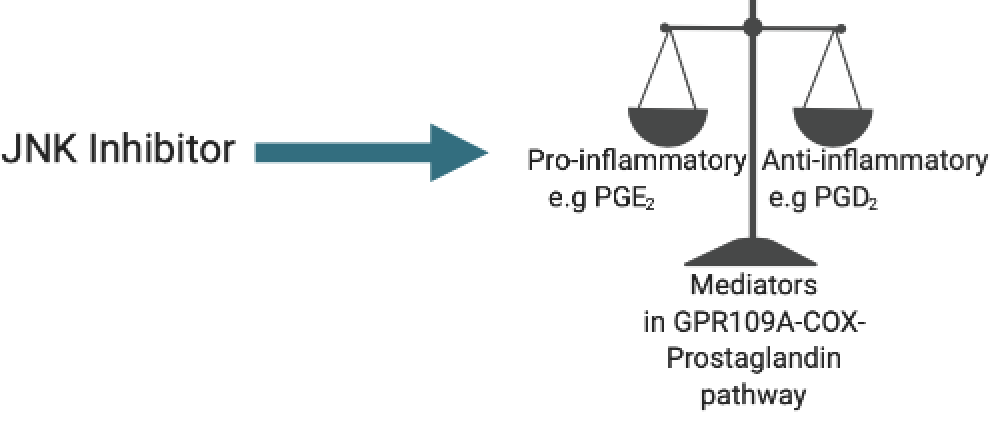 JNK Inhibitor
Pro-inflammatory
e.g PGE₂
Anti-inflammatory
e.g PGD₂
Mediators
in GPR109A-COX-
Prostaglandin
pathway